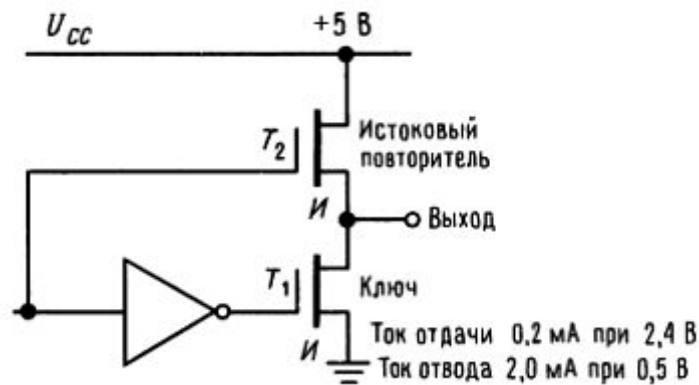 U_CC +5 В
T_2 Истоковый
повторитель
И
Выход
T_1 Ключ
И
Ток отдачи 0,2 мА при 2,4 В
Ток отвода 2,0 мА при 0,5 В